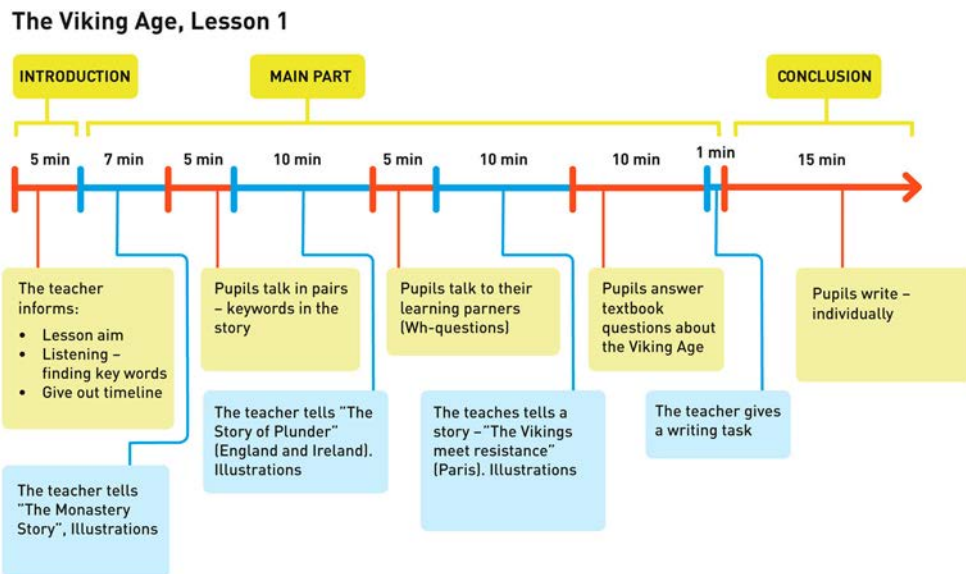 The Viking Age, Lesson 1
INTRODUCTION
MAIN PART
CONCLUSION
5 min
7 min
5 min
10 min
5 min
10 min
10 min
1 min
15 min
The teacher
informs:
• Lesson aim
• Listening –
finding key words
• Give out timeline
Pupils talk in pairs
– keywords in the
story
Pupils talk to their
learning parners
(Wh-questions)
Pupils answer
textbook
questions about
the Viking Age
Pupils write –
individually
The teacher tells
"The Monastery
Story", Illustrations
The teacher tells "The
Story of Plunder"
(England and Ireland).
Illustrations
The teaches tells a
story – "The Vikings
meet resistance"
(Paris). Illustrations
The teacher gives
a writing task